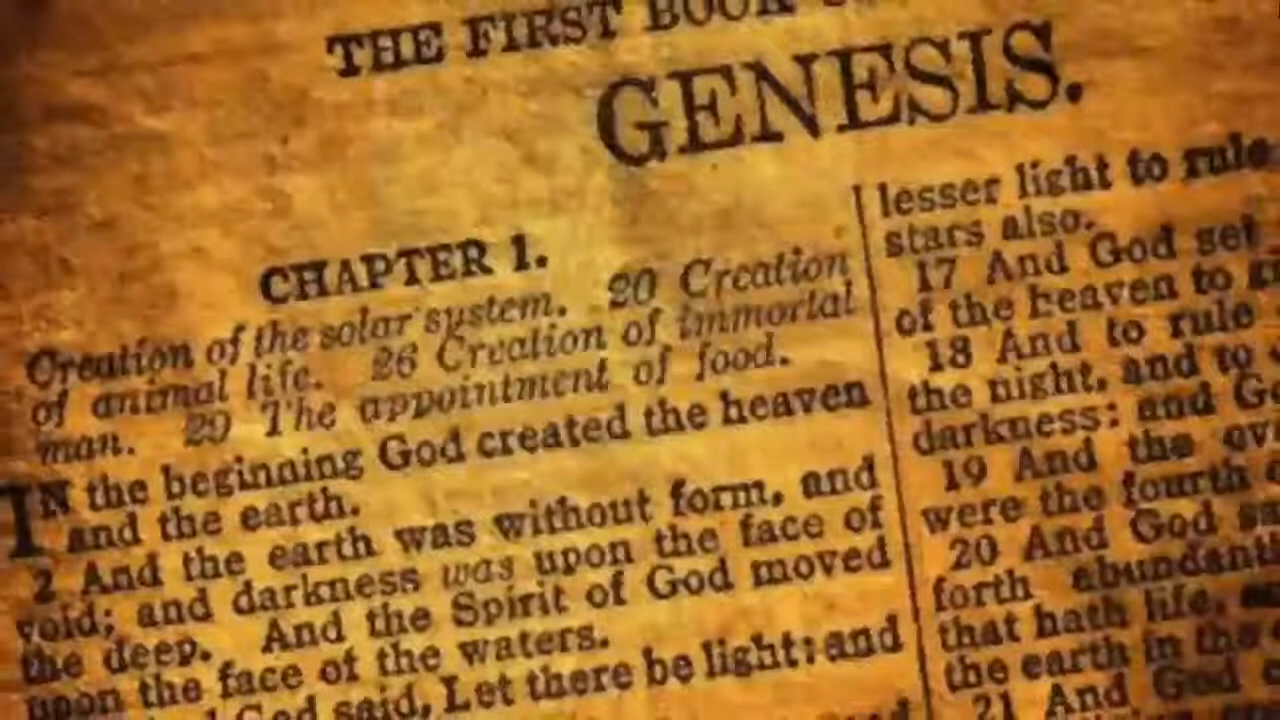 THE FIRST BOOK
GENESIS.
CHAPTER 1.
Creation of the solar system. 20 Creation
of animal life. 26 Creation of immortal
man. 29 The appointment of food.
IN the beginning God created the heaven
and the earth.
2 And the earth was without form, and
void; and darkness was upon the face of
the deep. And the Spirit of God moved
upon the face of the waters.
God said, Let there be light: and
lesser light to rule
stars also.
17 And God set
of the heaven to
18 And to rule
the night, and to
darkness: and
19 And the
were the fourth
20 And God
forth
that hath life,
the earth in the
21 And God